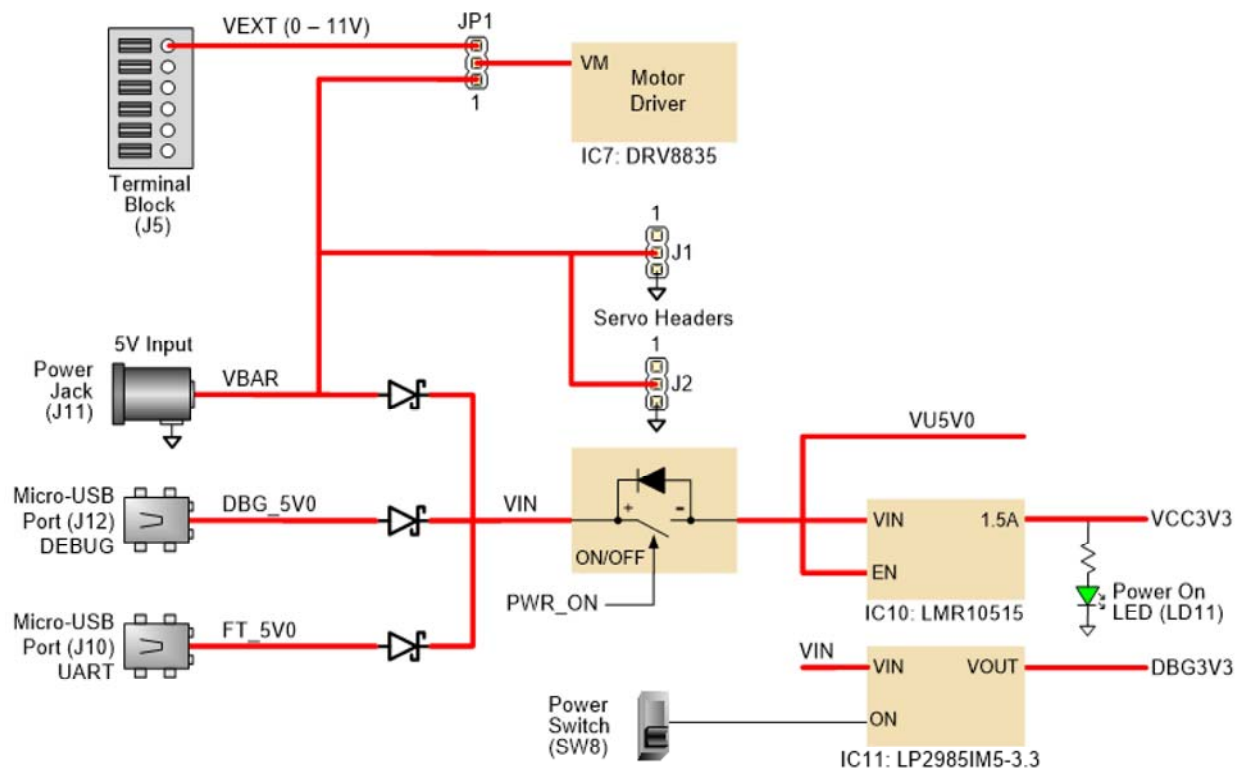 VEXT (0 – 11V)
JP1
1
VM
Motor
Driver
IC7: DRV8835
Terminal
Block
(J5)
1
J1
Servo Headers
1
J2
5V Input
Power
Jack
(J11)
VBAR
Micro-USB
Port (J12)
DEBUG
DBG_5V0
VIN
+
-
ON/OFF
PWR_ON
Micro-USB
Port (J10)
UART
FT_5V0
VU5V0
VIN
1.5A
EN
IC10: LMR10515
VCC3V3
Power On
LED (LD11)
VIN
VIN
VOUT
ON
DBG3V3
IC11: LP2985IM5-3.3
Power
Switch
(SW8)